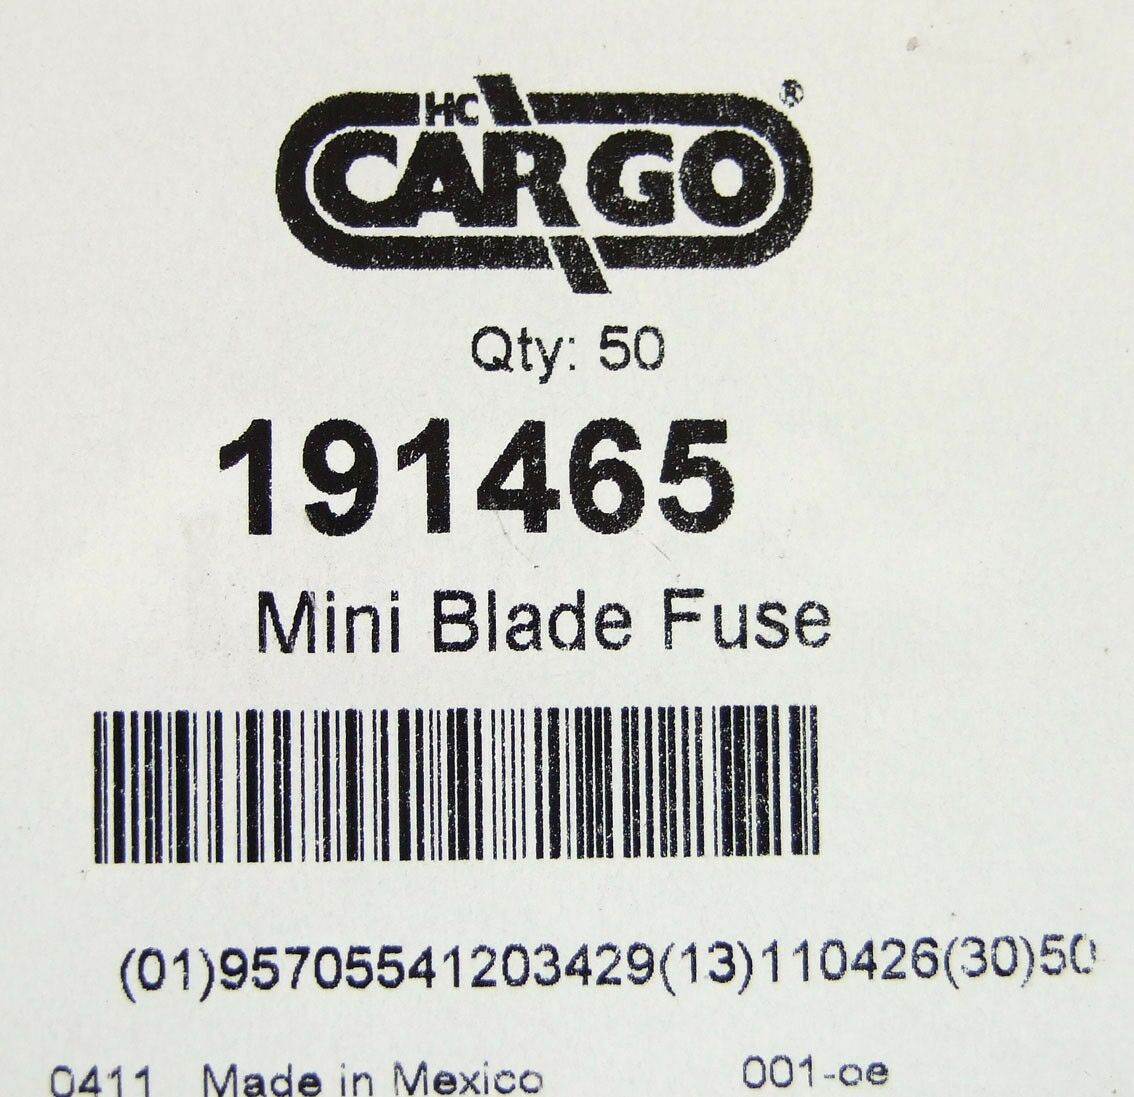 HC
CARGO®
Qty: 50
191465
Mini Blade Fuse
(01)95705541203429(13)110426(30)50
0411 Made in Mexico 001-oe